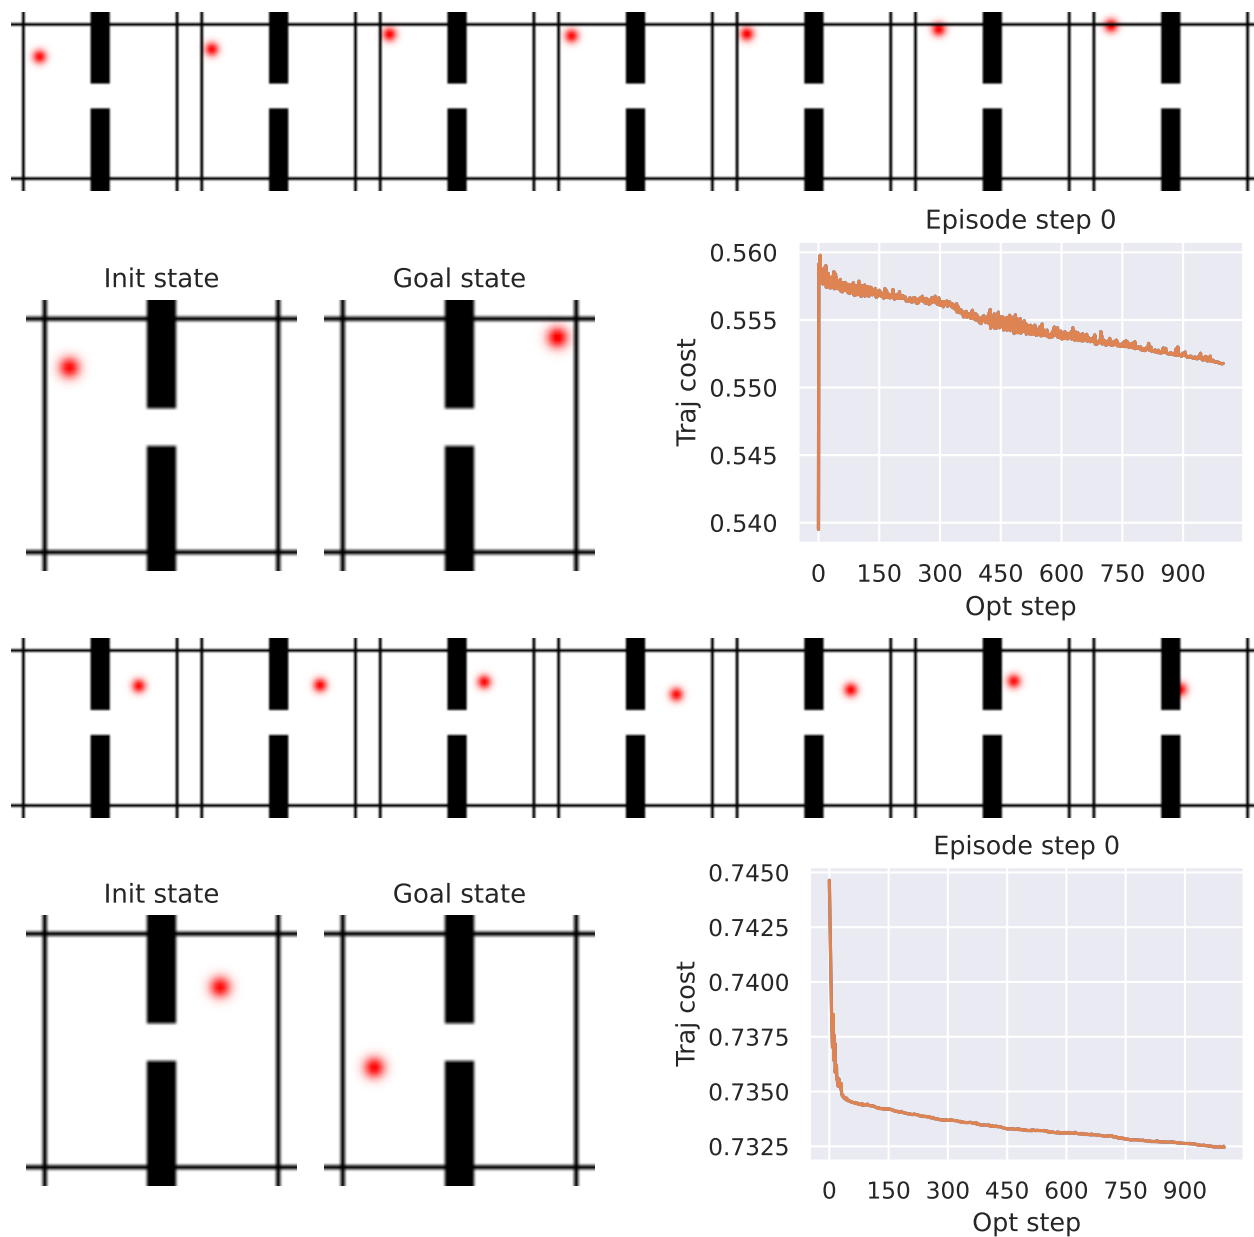 Episode step 0
Init state
Goal state
0.560
0.555
0.550
0.545
0.540
Traj cost
0 150 300 450 600 750 900
Opt step
Episode step 0
Init state
Goal state
0.7450
0.7425
0.7400
0.7375
0.7350
0.7325
Traj cost
0 150 300 450 600 750 900
Opt step